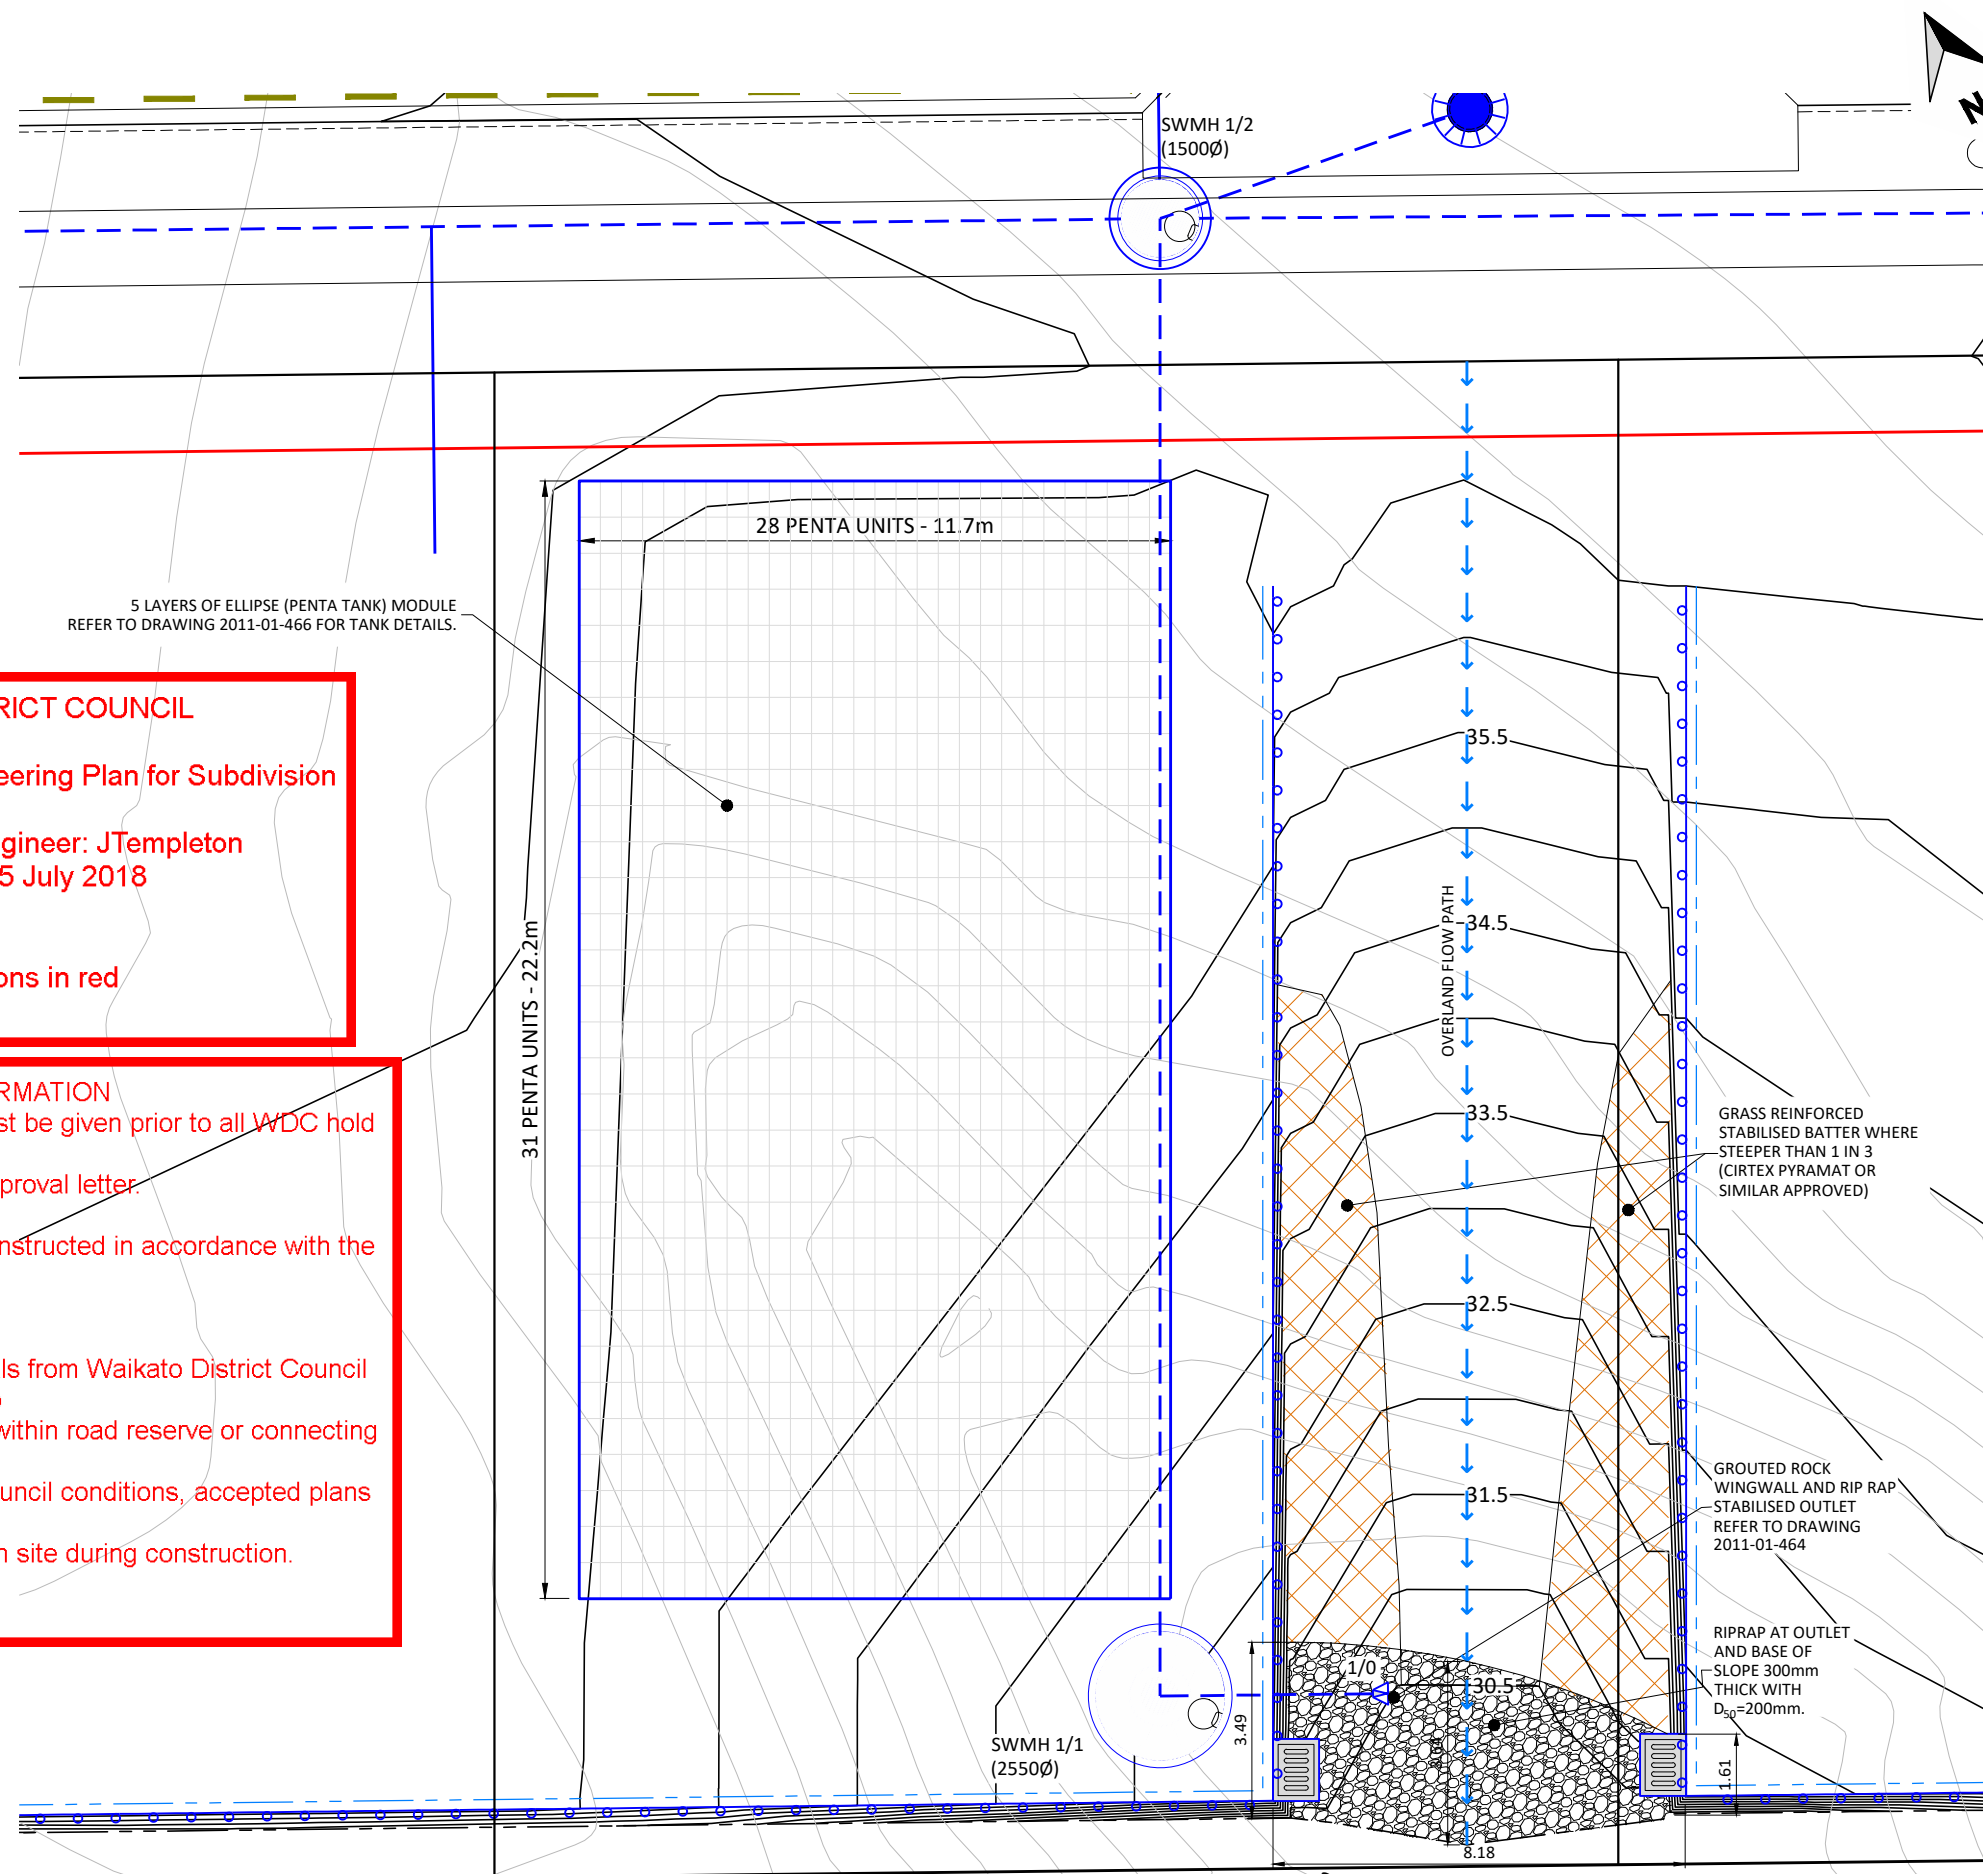 N
SWMH 1/2
(1500Ø)
28 PENTA UNITS - 11.7m
5 LAYERS OF ELLIPSE (PENTA TANK) MODULE
REFER TO DRAWING 2011-01-466 FOR TANK DETAILS.
31 PENTA UNITS - 22.2m
RICT COUNCIL
eering Plan for Subdivision
gineer: JTempleton
5 July 2018
ons in red
RMATION
st be given prior to all WDC hold
proval letter.
nstructed in accordance with the
ls from Waikato District Council
within road reserve or connecting
uncil conditions, accepted plans
n site during construction.
35.5
34.5
OVERLAND FLOW PATH
33.5
32.5
31.5
30.5
GRASS REINFORCED
STABILISED BATTER WHERE
STEEPER THAN 1 IN 3
(CIRTEX PYRAMAT OR
SIMILAR APPROVED)
GROUTED ROCK
WINGWALL AND RIP RAP
STABILISED OUTLET
REFER TO DRAWING
2011-01-464
RIPRAP AT OUTLET
AND BASE OF
SLOPE 300mm
THICK WITH
D50=200mm.
1/0
3.49
1.61
8.18
SWMH 1/1
(2550Ø)